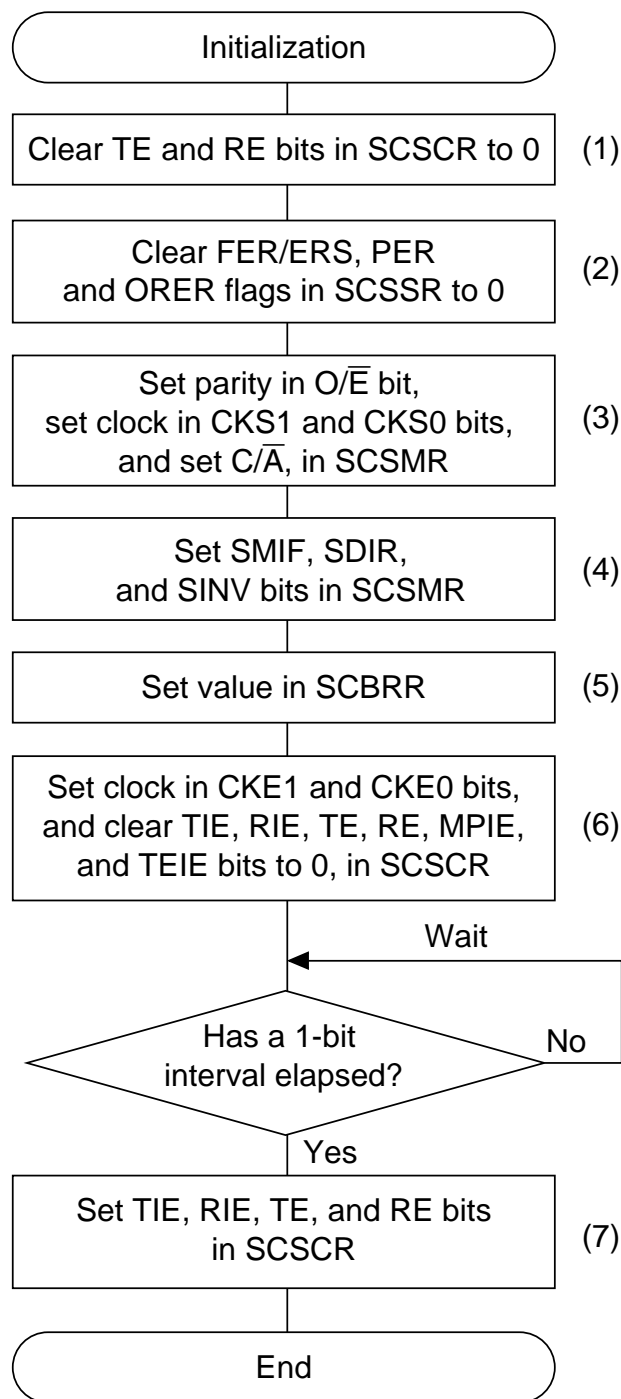 Initialization
Clear TE and RE bits in SCSCR to 0 (1)
Clear FER/ERS, PER
and ORER flags in SCSSR to 0
(2)
Set parity in O/E̅ bit,
set clock in CKS1 and CKS0 bits,
and set C/A̅, in SCSMR
(3)
Set SMIF, SDIR,
and SINV bits in SCSMR
(4)
Set value in SCBRR (5)
Set clock in CKE1 and CKE0 bits,
and clear TIE, RIE, TE, RE, MPIE,
and TEIE bits to 0, in SCSCR
(6)
Wait
Has a 1-bit
interval elapsed?
No
Yes
Set TIE, RIE, TE, and RE bits
in SCSCR
(7)
End